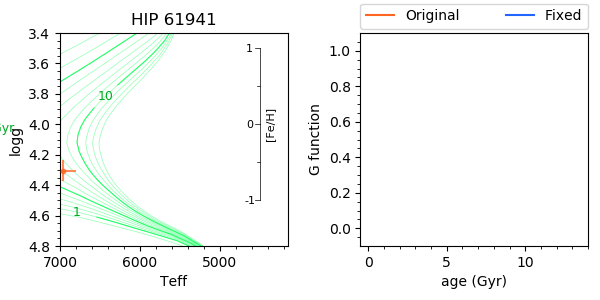 HIP 61941
Original
Fixed
3.4
3.6
3.8
4.0
4.2
4.4
4.6
4.8
logg
Gyr
10
1
1
0
-1
[Fe/H]
7000
6000
5000
Teff
1.0
0.8
0.6
0.4
0.2
0.0
G function
0
5
10
age (Gyr)